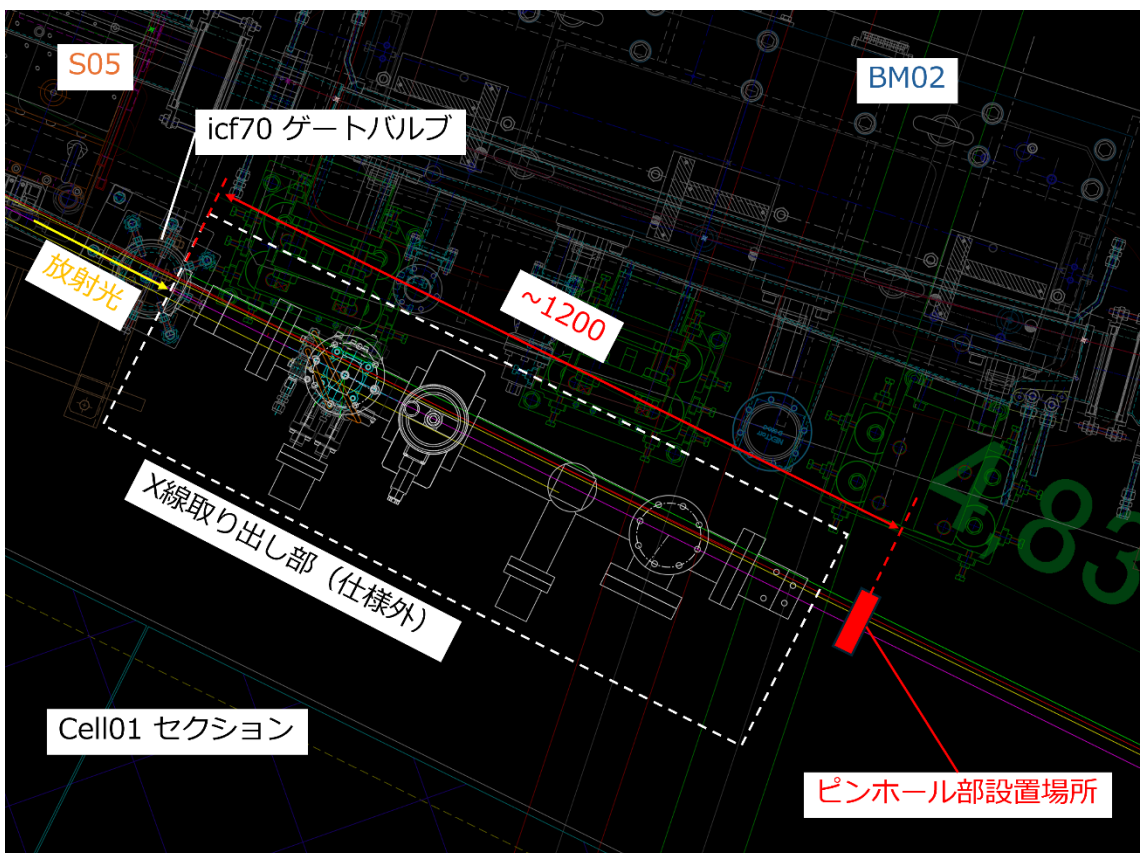 S05
BM02
icf70 ゲートバルブ
放射光
~1200
483
X線取り出し部（仕様外）
Cell01 セクション
ピンホール部設置場所